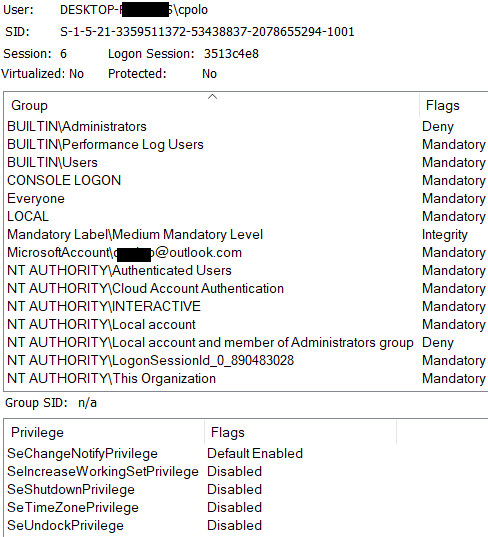 User: DESKTOP- \cpolo
SID: S-1-5-21-3359511372-53438837-2078655294-1001
Session: 6 Logon Session: 3513c4e8
Virtualized: No Protected: No
Group Flags
BUILTIN\Administrators Deny
BUILTIN\Performance Log Users Mandatory
BUILTIN\Users Mandatory
CONSOLE LOGON Mandatory
Everyone Mandatory
LOCAL Mandatory
Mandatory Label\Medium Mandatory Level Integrity
MicrosoftAccount\ @outlook.com Mandatory
NT AUTHORITY\Authenticated Users Mandatory
NT AUTHORITY\Cloud Account Authentication Mandatory
NT AUTHORITY\INTERACTIVE Mandatory
NT AUTHORITY\Local account Mandatory
NT AUTHORITY\Local account and member of Administrators group Deny
NT AUTHORITY\LogonSessionId_0_890483028 Mandatory
NT AUTHORITY\This Organization Mandatory
Group SID: n/a
Privilege Flags
SeChangeNotifyPrivilege Default Enabled
SeIncreaseWorkingSetPrivilege Disabled
SeShutdownPrivilege Disabled
SeTimeZonePrivilege Disabled
SeUndockPrivilege Disabled